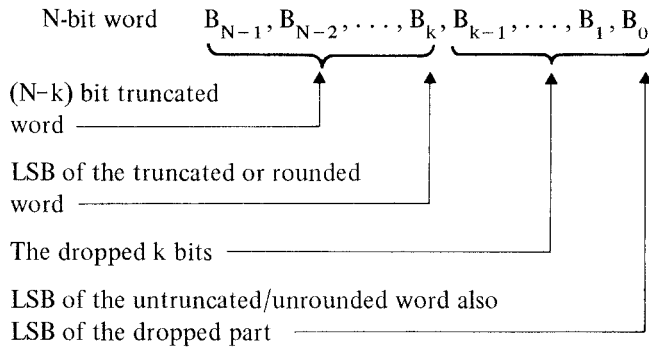 N-bit word B_{N−1}, B_{N−2}, . . . , B_k, B_{k−1}, . . . , B_1, B_0
(N−k) bit truncated
word
LSB of the truncated or rounded
word
The dropped k bits
LSB of the untruncated/unrounded word also
LSB of the dropped part